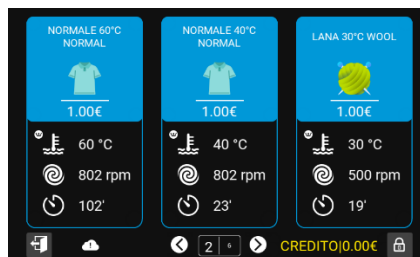 NORMALE 60°C
NORMAL
1.00€
60 °C
802 rpm
102'
NORMALE 40°C
NORMAL
1.00€
40 °C
802 rpm
23'
LANA 30°C WOOL
1.00€
30 °C
500 rpm
19'
2 6
CREDITO|0.00€